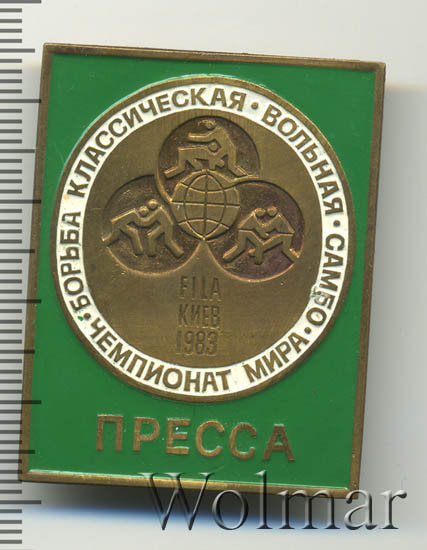 • БОРЬБА КЛАССИЧЕСКАЯ • ВОЛЬНАЯ • САМБО •
ЧЕМПИОНАТ МИРА
FILA
КИЕВ
1983
ПРЕССА
Wolmar